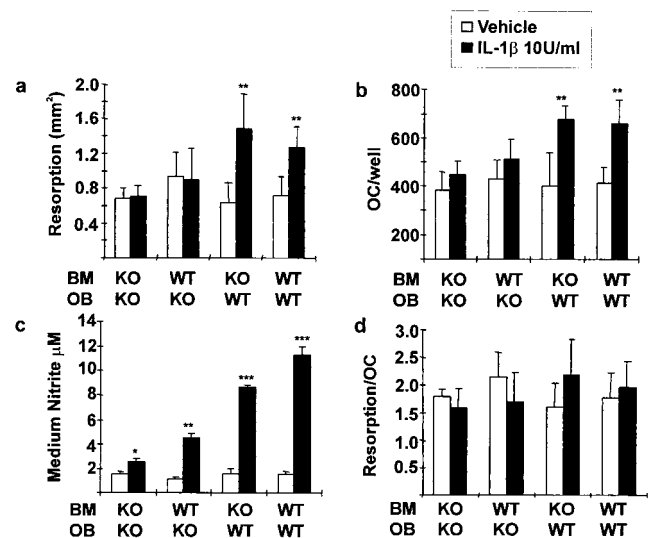 Vehicle
IL-1β 10U/ml
a
Resorption (mm²)
2.0
1.6
1.2
0.8
0.4
**
**
BM KO WT KO WT
OB KO KO WT WT
b
OC/well
800
600
400
200
**
**
BM KO WT KO WT
OB KO KO WT WT
c
Medium Nitrite µM
14
12
10
8
6
4
2
*
**
***
***
BM KO WT KO WT
OB KO KO WT WT
d
Resorption/OC
3.0
2.5
2.0
1.5
1.0
0.5
BM KO WT KO WT
OB KO KO WT WT